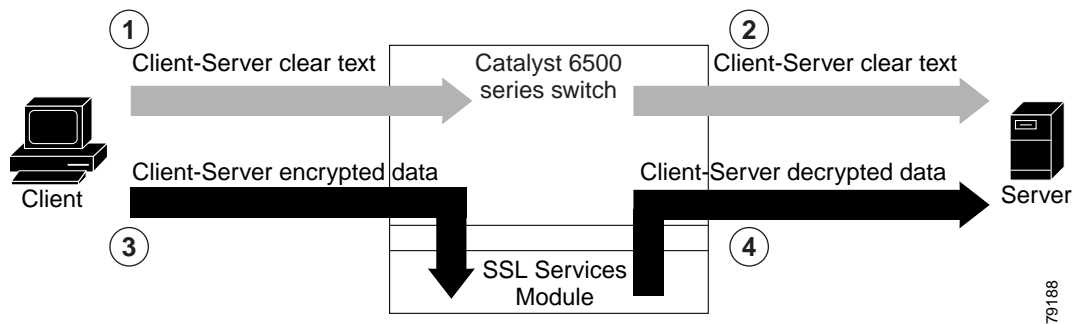 1
2
Client-Server clear text
Catalyst 6500
series switch
Client-Server clear text
Client-Server encrypted data
Client-Server decrypted data
Client
Server
3
4
SSL Services
Module
79188